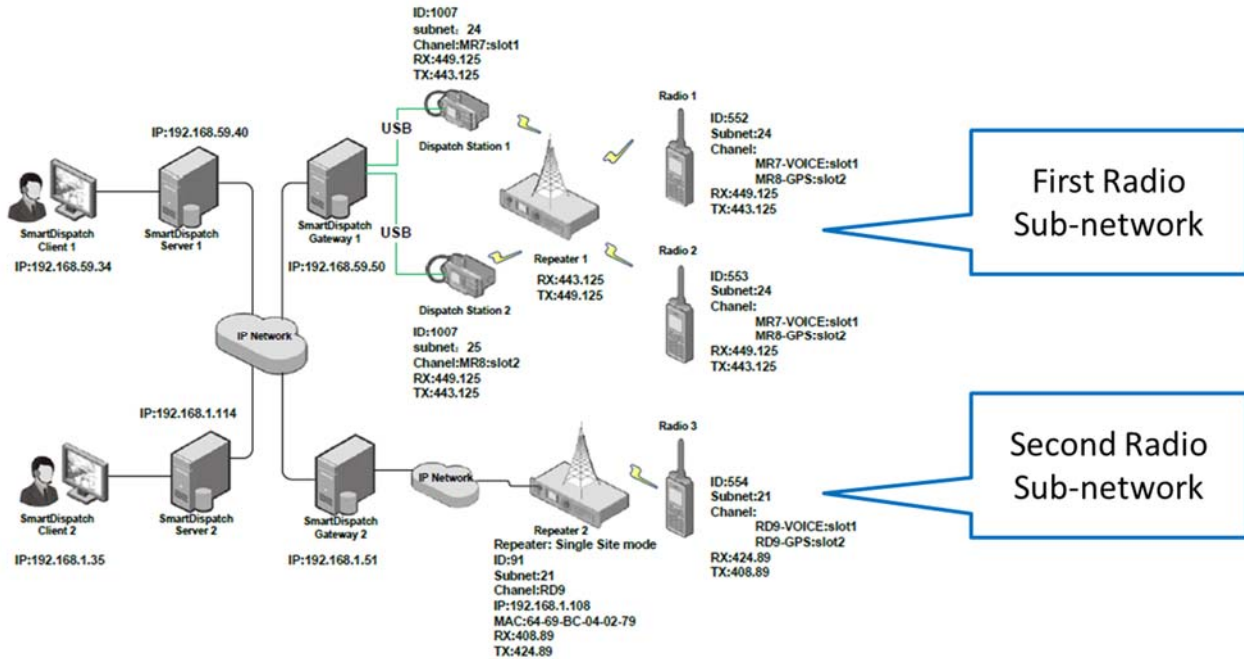 ID:1007
subnet: 24
Chanel:MR7:slot1
RX:449.125
TX:443.125
USB
Dispatch Station 1
Radio 1
ID:552
Subnet:24
Chanel:
MR7-VOICE:slot1
MR8-GPS:slot2
RX:449.125
TX:443.125
First Radio
Sub-network
IP:192.168.59.40
SmartDispatch
Client 1
IP:192.168.59.34
SmartDispatch
Server 1
SmartDispatch
Gateway 1
IP:192.168.59.50
USB
Repeater 1
RX:443.125
TX:449.125
Radio 2
ID:553
Subnet:24
Chanel:
MR7-VOICE:slot1
MR8-GPS:slot2
RX:449.125
TX:443.125
Dispatch Station 2
ID:1007
subnet: 25
Chanel:MR8:slot2
RX:449.125
TX:443.125
IP Network
IP:192.168.1.114
SmartDispatch
Client 2
IP:192.168.1.35
SmartDispatch
Server 2
SmartDispatch
Gateway 2
IP:192.168.1.51
IP Network
Repeater 2
Repeater: Single Site mode
ID:91
Subnet:21
Chanel:RD9
IP:192.168.1.108
MAC:64-69-BC-04-02-79
RX:408.89
TX:424.89
Radio 3
ID:554
Subnet:21
Chanel:
RD9-VOICE:slot1
RD9-GPS:slot2
RX:424.89
TX:408.89
Second Radio
Sub-network